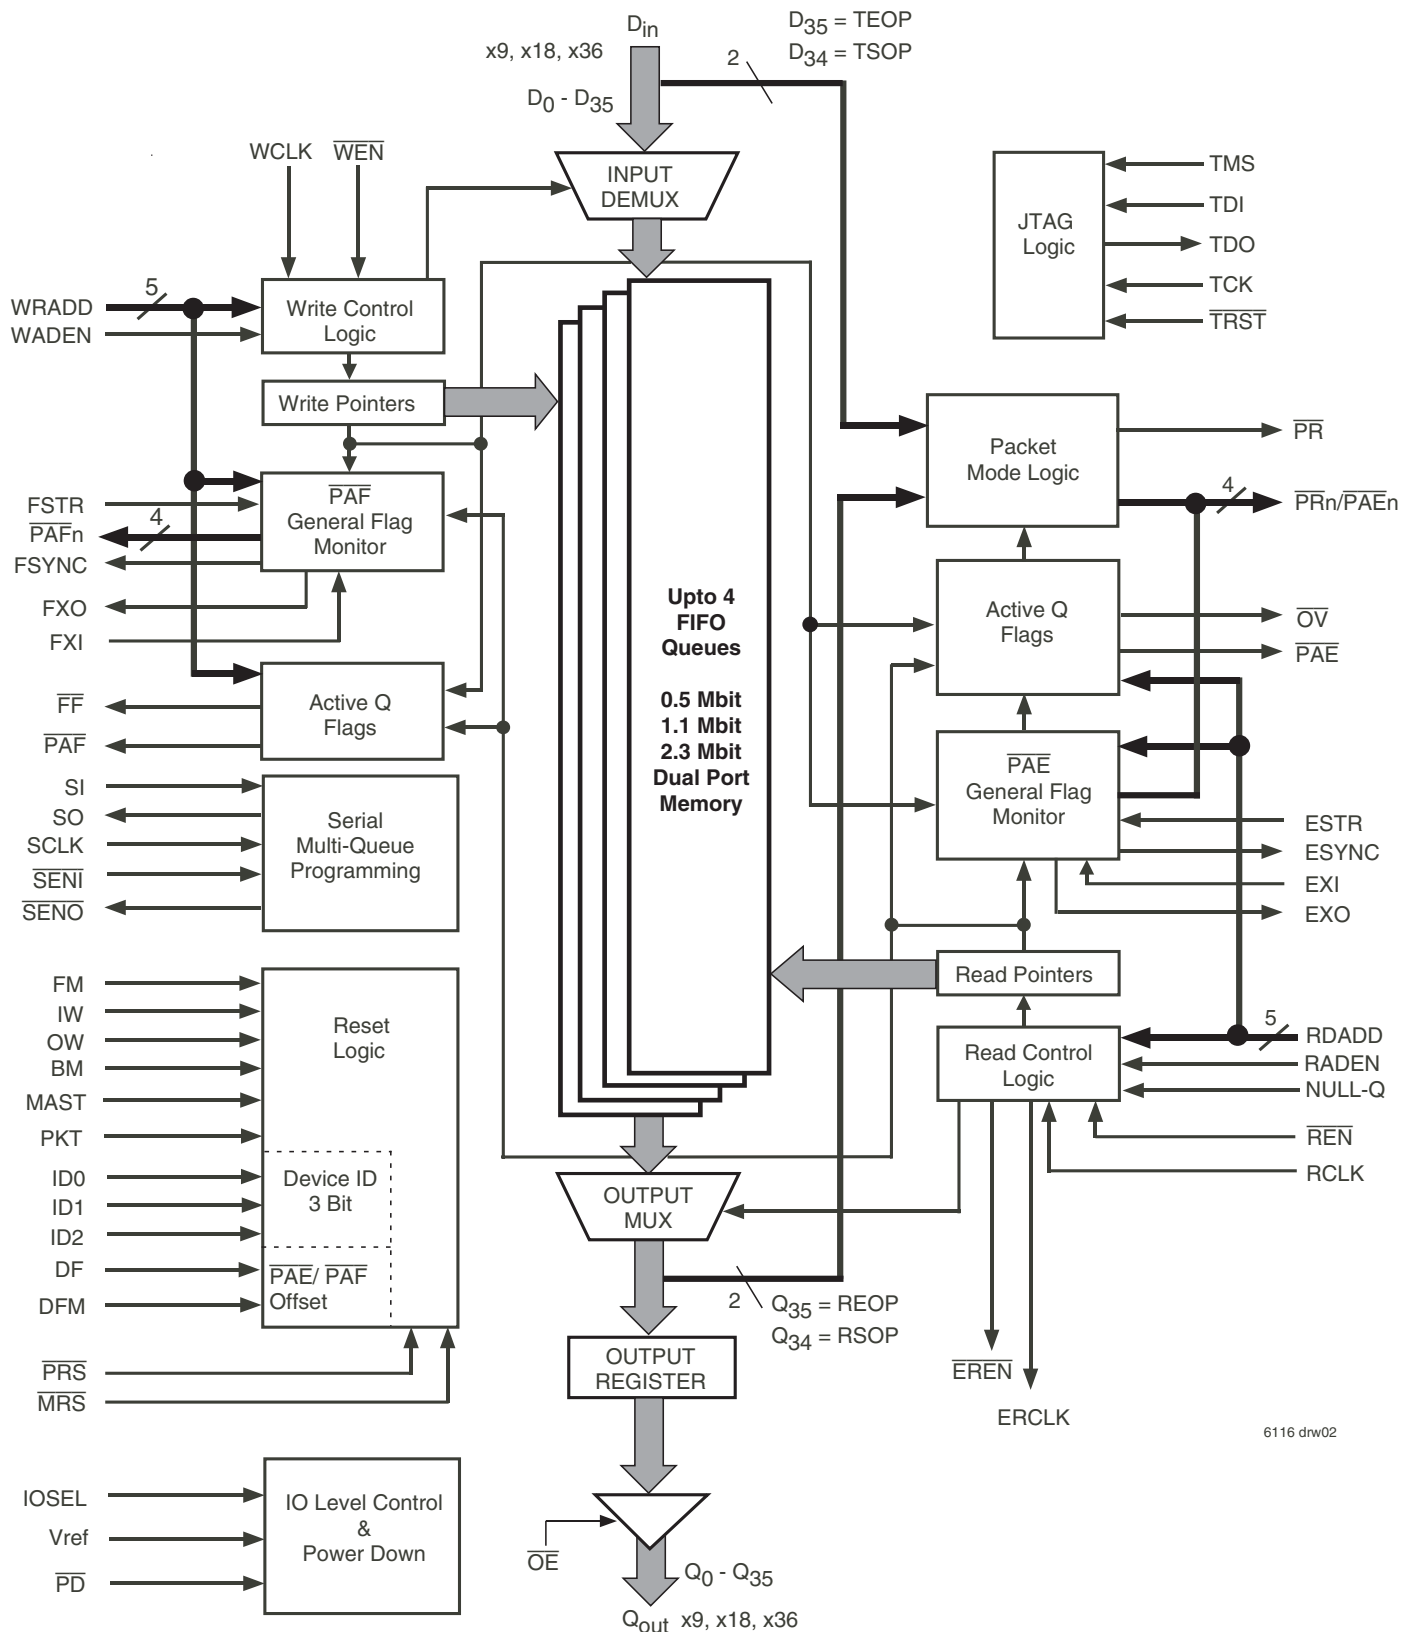 Din
D35 = TEOP
D34 = TSOP
x9, x18, x36
2
D0 - D35
WCLK
WEN
INPUT
DEMUX
JTAG
Logic
TMS
TDI
TDO
TCK
TRST
WRADD
5
WADEN
Write Control
Logic
Write Pointers
FSTR
PAFn
4
FSYNC
FXO
FXI
PAF
General Flag
Monitor
FF
PAF
Active Q
Flags
SI
SO
SCLK
SENI
SENO
Serial
Multi-Queue
Programming
Upto 4
FIFO
Queues
0.5 Mbit
1.1 Mbit
2.3 Mbit
Dual Port
Memory
Packet
Mode Logic
PR
4
PRn/PAEn
Active Q
Flags
OV
PAE
PAE
General Flag
Monitor
ESTR
ESYNC
EXI
EXO
Read Pointers
Read Control
Logic
5
RDADD
RADEN
NULL-Q
REN
RCLK
FM
IW
OW
BM
MAST
PKT
ID0
ID1
ID2
DF
DFM
Reset
Logic
Device ID
3 Bit
PAE/ PAF
Offset
PRS
MRS
OUTPUT
MUX
2
Q35 = REOP
Q34 = RSOP
OUTPUT
REGISTER
EREN
ERCLK
6116 drw02
IOSEL
Vref
PD
IO Level Control
&
Power Down
OE
Q0 - Q35
Qout x9, x18, x36